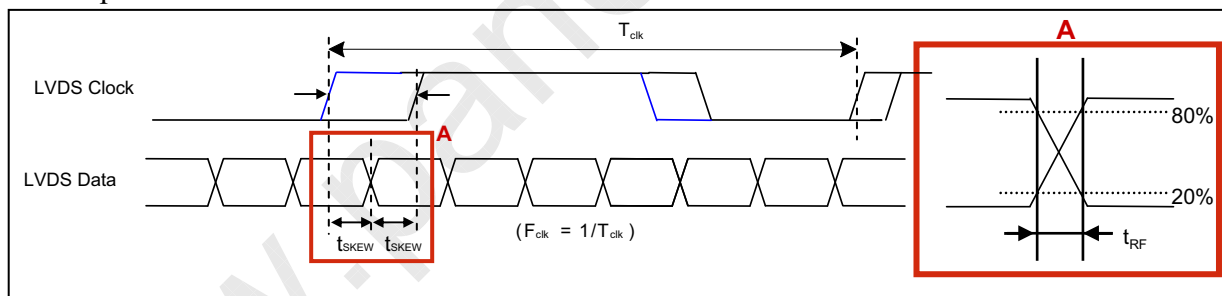 Tclk
A
LVDS Clock
80%
A
LVDS Data
20%
tSKEW tSKEW
(Fclk = 1/Tclk)
tRF